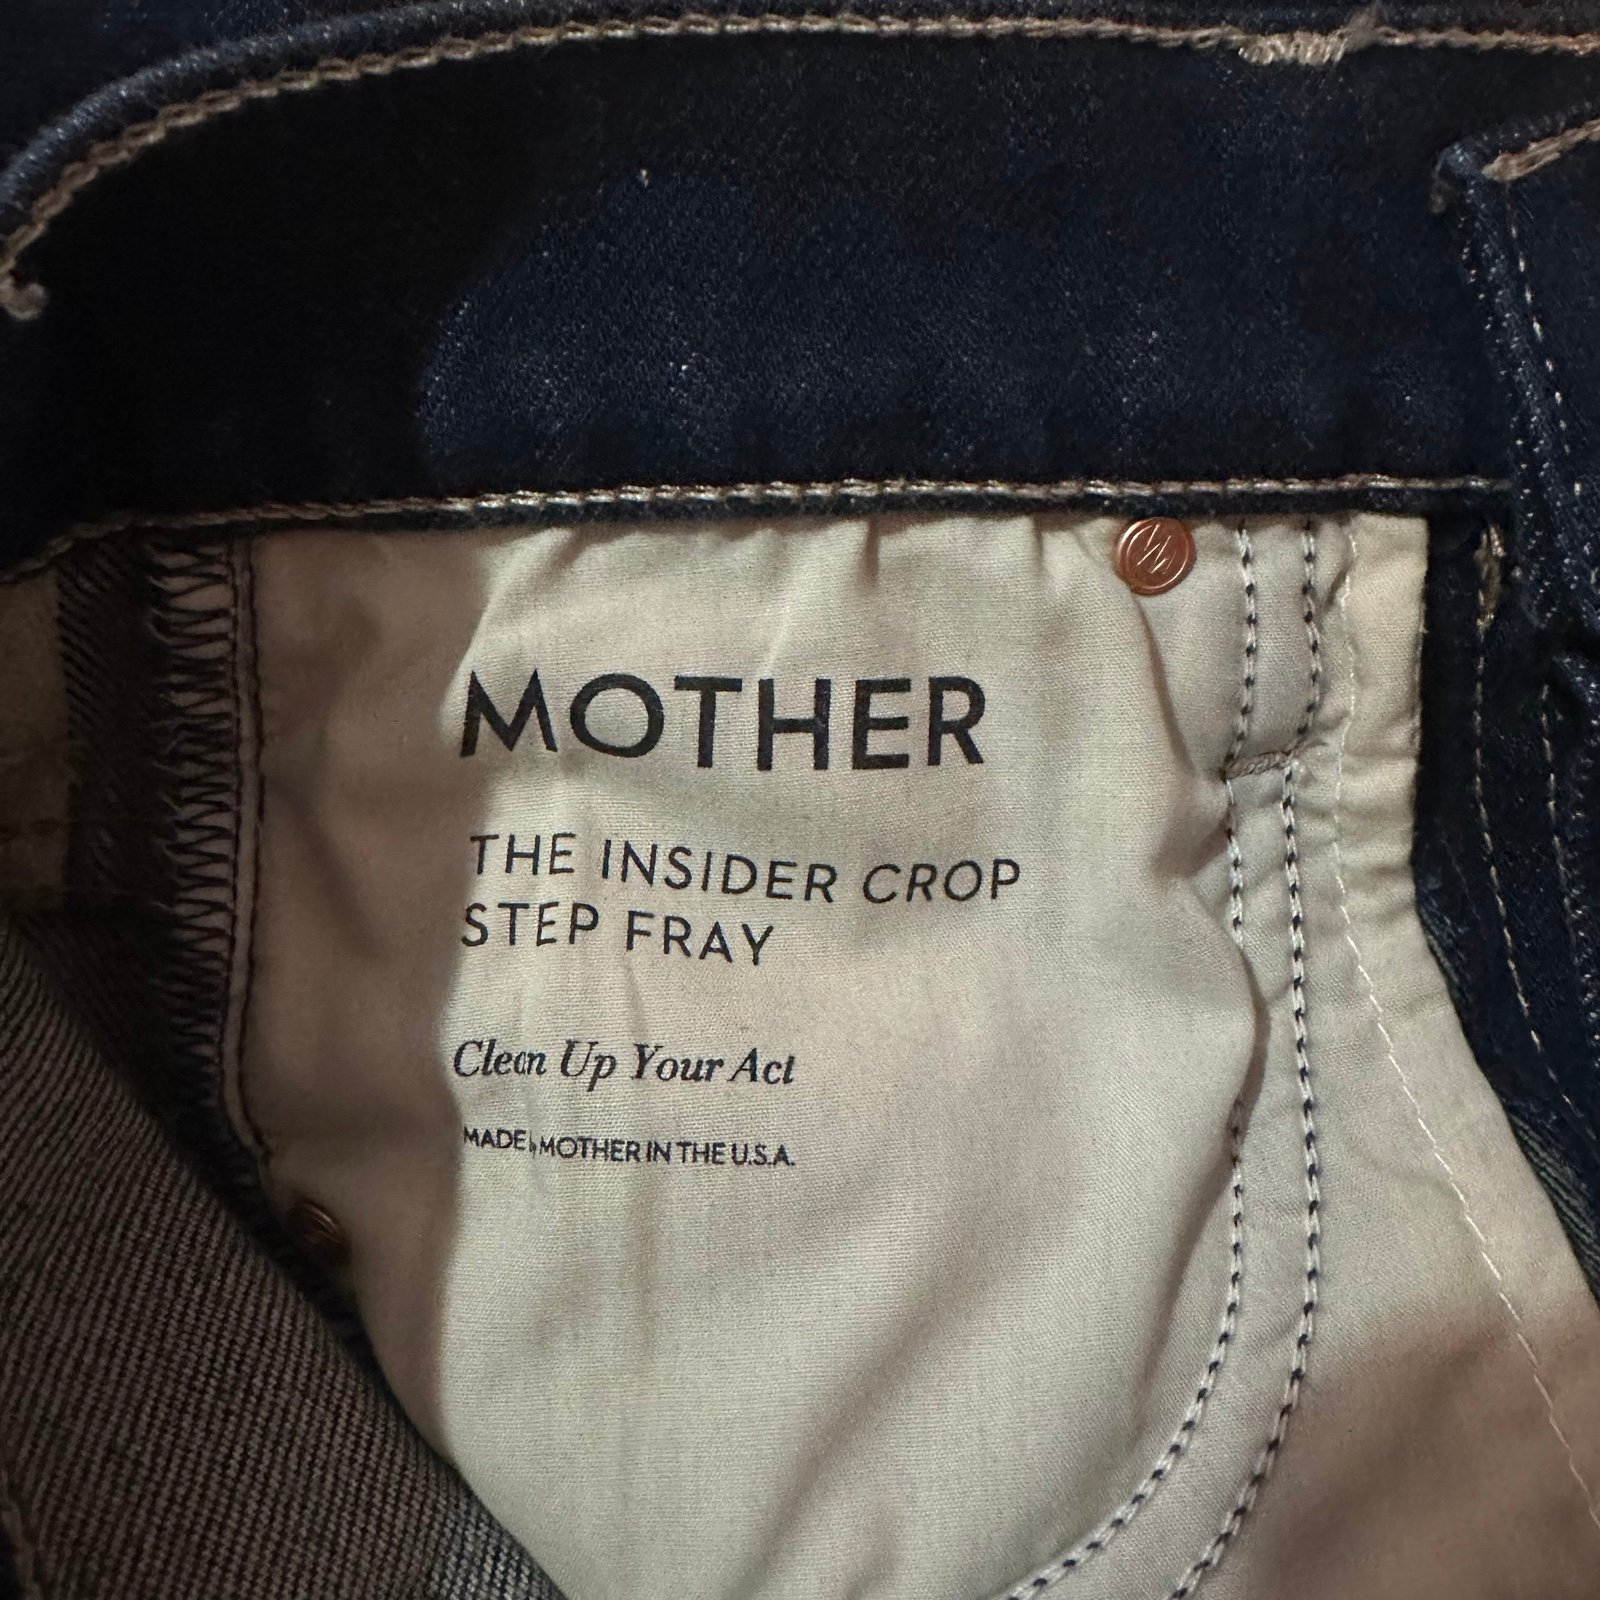 MOTHER
THE INSIDER CROP
STEP FRAY
Clean Up Your Act
MADE by MOTHER IN THE U.S.A.